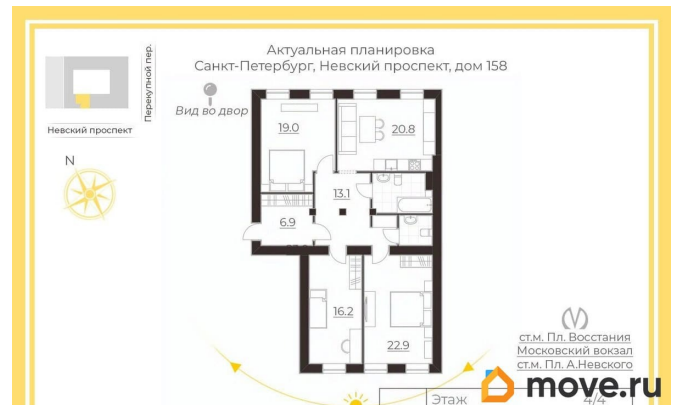 Актуальная планировка
Санкт-Петербург, Невский проспект, дом 158
Перекупной пер.
Невский проспект
Вид во двор
N
19.0
20.8
13.1
6.9
16.2
22.9
ст.м. Пл. Восстания
Московский вокзал
ст.м. Пл. А.Невского
Этаж 4/4
move.ru